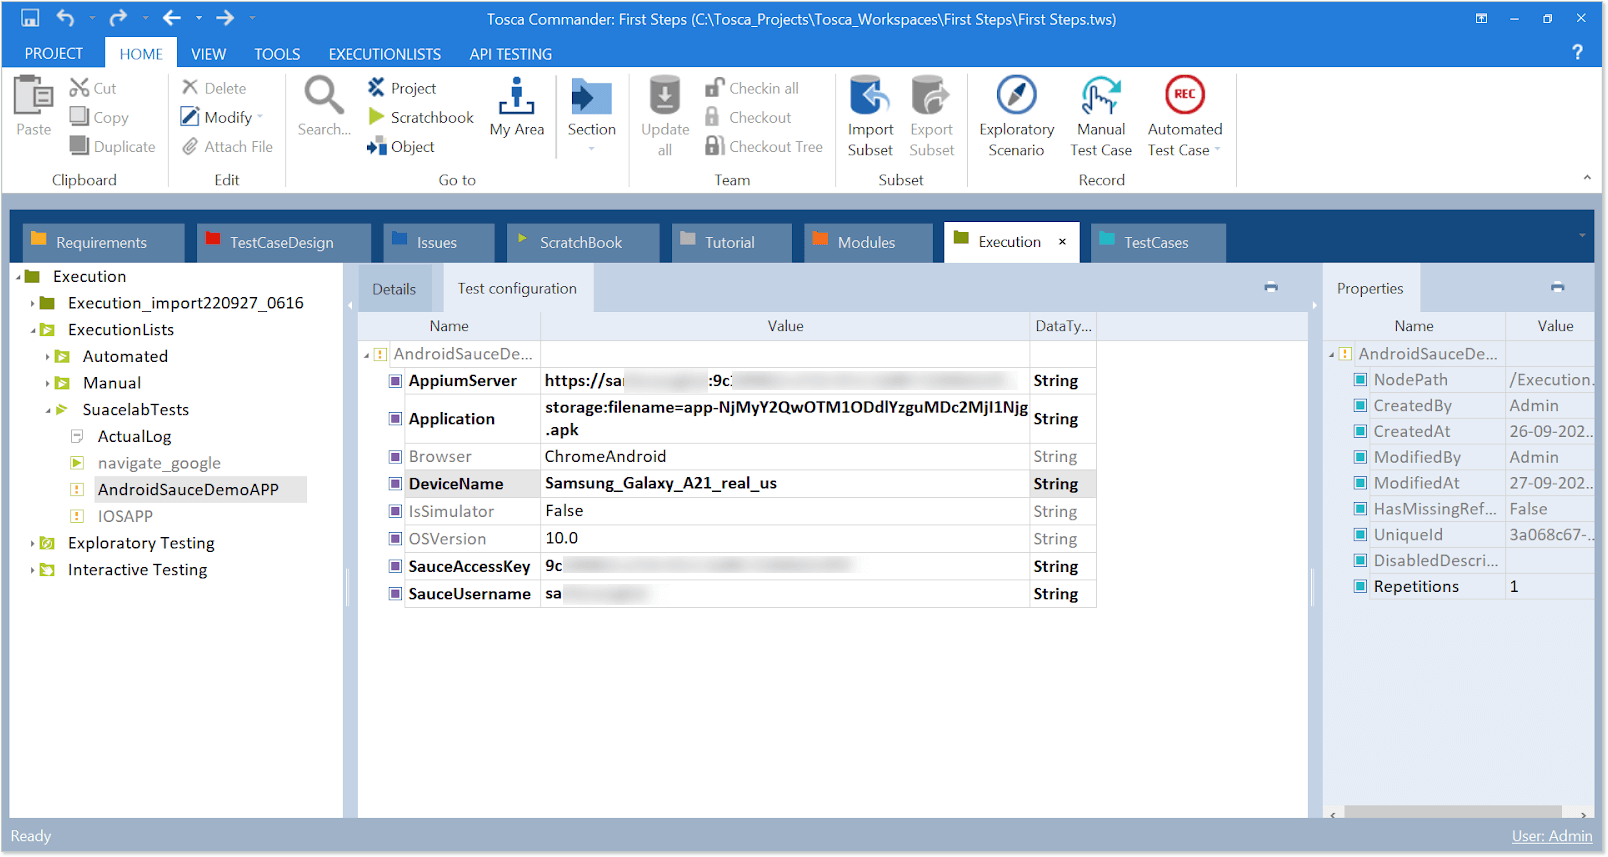 Tosca Commander: First Steps (C:\Tosca_Projects\Tosca_Workspaces\First Steps\First Steps.tws)
PROJECT HOME VIEW TOOLS EXECUTIONLISTS API TESTING ?
Paste
Cut
Copy
Duplicate
Clipboard
Delete
Modify
Attach File
Edit
Search...
Project
Scratchbook
Object
My Area
Section
Go to
Update all
Checkin all
Checkout
Checkout Tree
Team
Import Subset
Export Subset
Subset
Exploratory Scenario
Manual Test Case
REC
Automated Test Case
Record
Requirements TestCaseDesign Issues ScratchBook Tutorial Modules Execution × TestCases
Execution
Execution_import220927_0616
ExecutionLists
Automated
Manual
SuacelabTests
ActualLog
navigate_google
AndroidSauceDemoAPP
IOSAPP
Exploratory Testing
Interactive Testing
Details Test configuration
Name Value DataTy...
AndroidSauceDe...
AppiumServer https://sa :9c String
Application storage:filename=app-NjMyY2QwOTM1ODdlYzguMDc2MjI1Njg
.apk String
Browser ChromeAndroid String
DeviceName Samsung_Galaxy_A21_real_us String
IsSimulator False String
OSVersion 10.0 String
SauceAccessKey 9c String
SauceUsername sa String
Properties
Name Value
AndroidSauceDe...
NodePath /Execution...
CreatedBy Admin
CreatedAt 26-09-202...
ModifiedBy Admin
ModifiedAt 27-09-202...
HasMissingRef... False
UniqueId 3a068c67-...
DisabledDescri...
Repetitions 1
Ready User: Admin